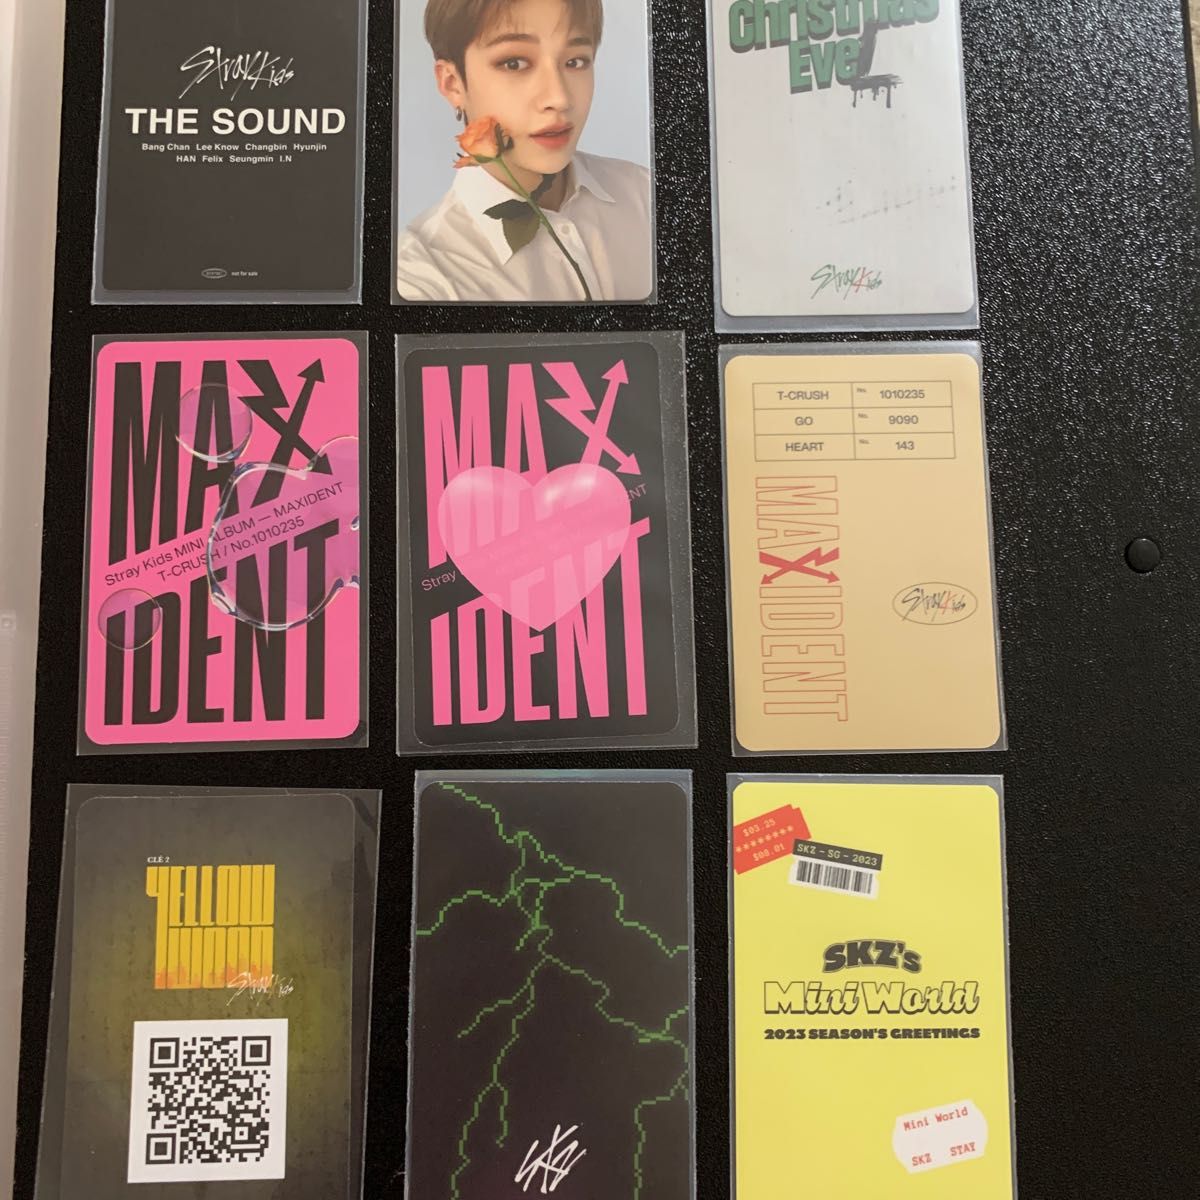 Stray Kids
THE SOUND
Bang Chan Lee Know Changbin Hyunjin
HAN Felix Seungmin I.N
not for sale
Christmas
EveL
Stray Kids
MAX
Stray Kids MINI ALBUM — MAXIDENT
T-CRUSH / No.1010235
IDENT
MAX
Stray
ENT
IDENT
T-CRUSH No. 1010235
GO No. 9090
HEART No. 143
MAXIDENT
Stray Kids
CLÉ 2
YELLOW
WOOD
Stray Kids
SKZ
$03.25
********
$08.01
SKZ - SG - 2023
SKZ's
Mini World
2023 SEASON'S GREETINGS
Mini World
SKZ STAY